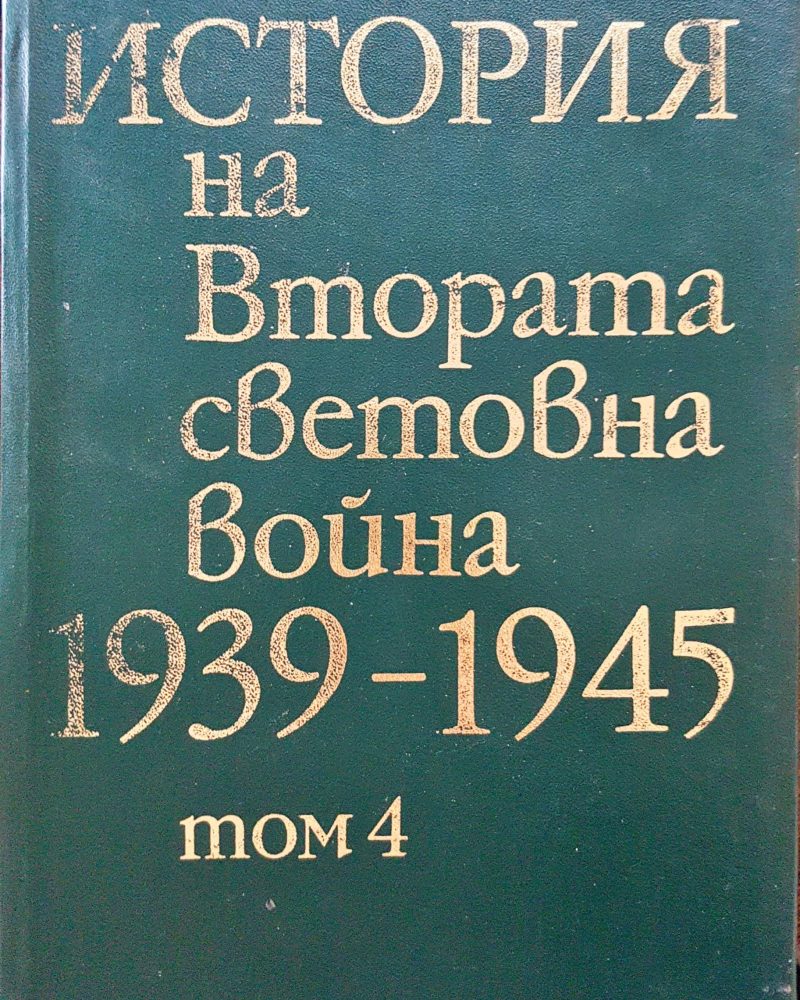 ИСТОРИЯ
на
Втората
световна
война
1939-1945
том 4